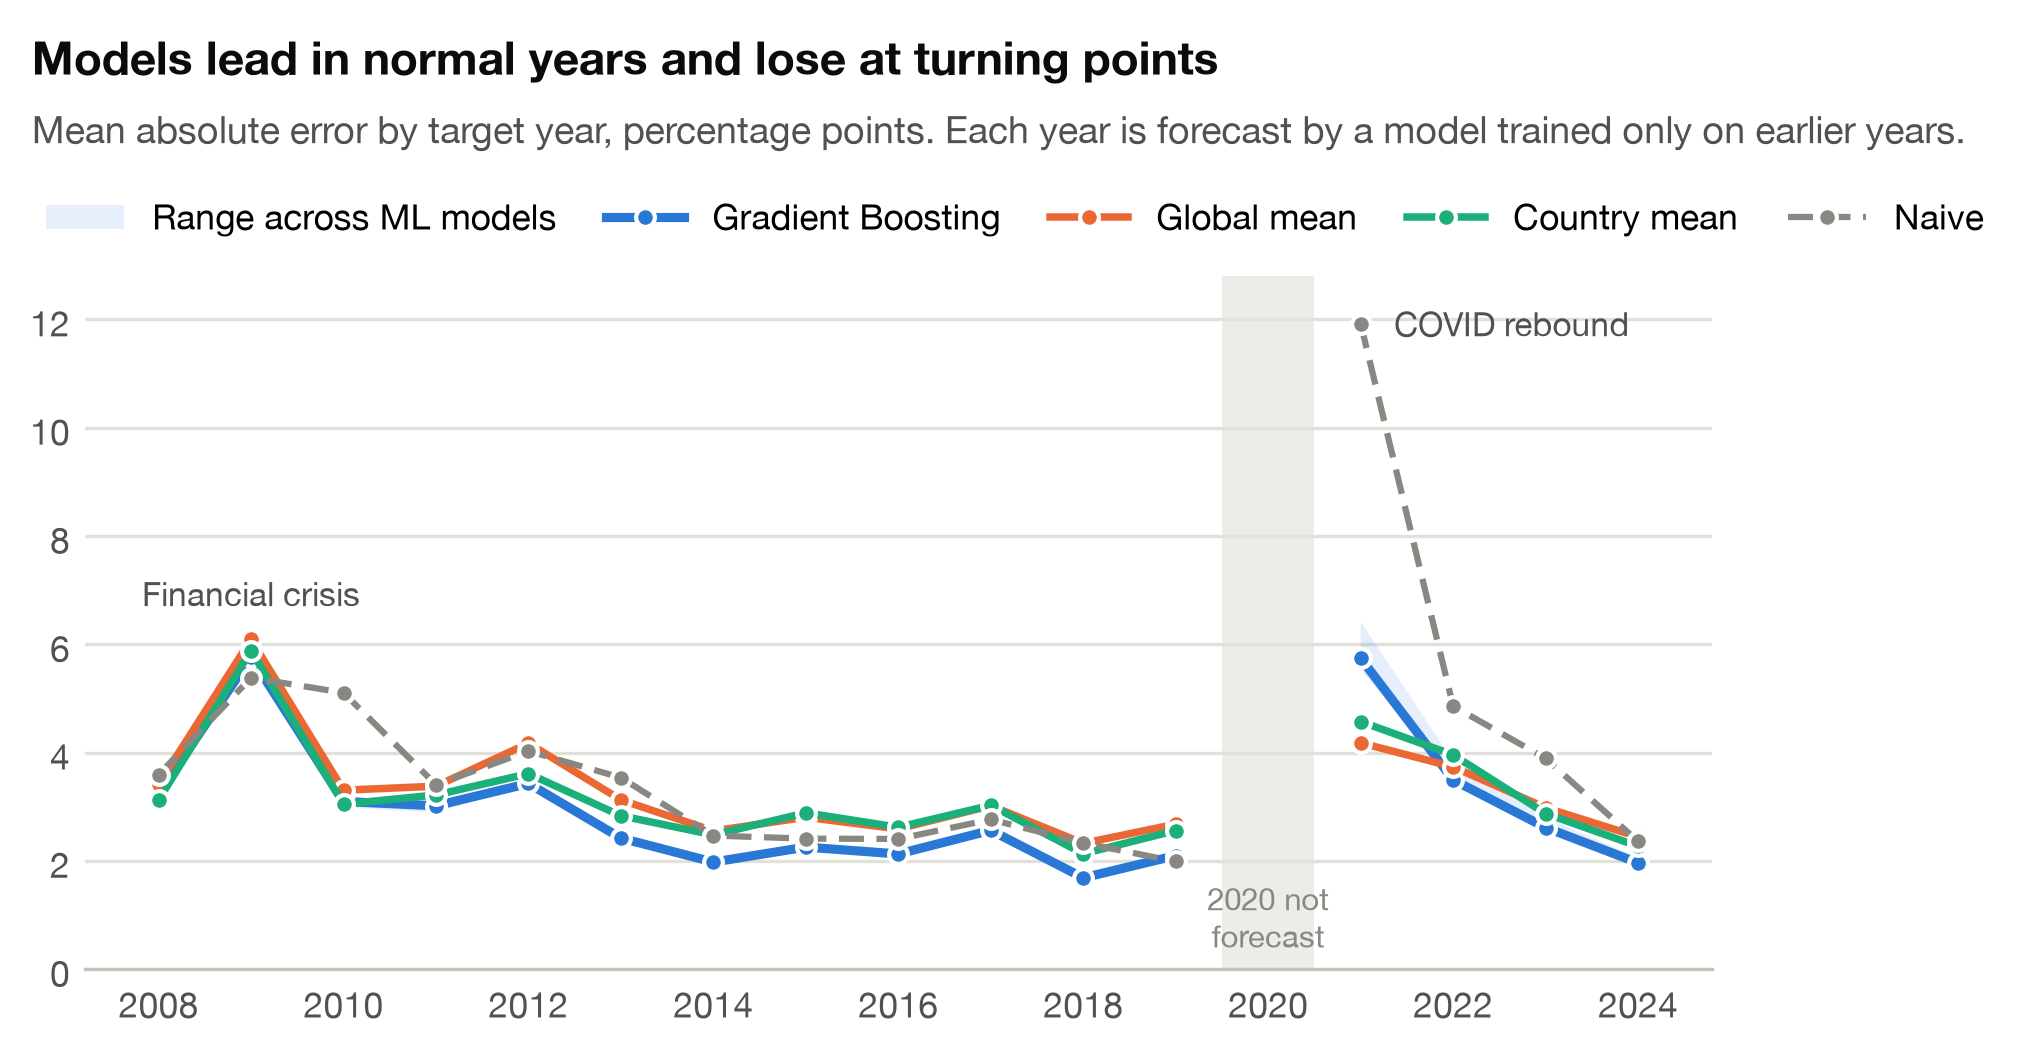 Models lead in normal years and lose at turning points
Mean absolute error by target year, percentage points. Each year is forecast by a model trained only on earlier years.
Range across ML models Gradient Boosting Global mean Country mean Naive
12
COVID rebound
10
8
Financial crisis
6
4
2
2020 not
forecast
0
2008 2010 2012 2014 2016 2018 2020 2022 2024